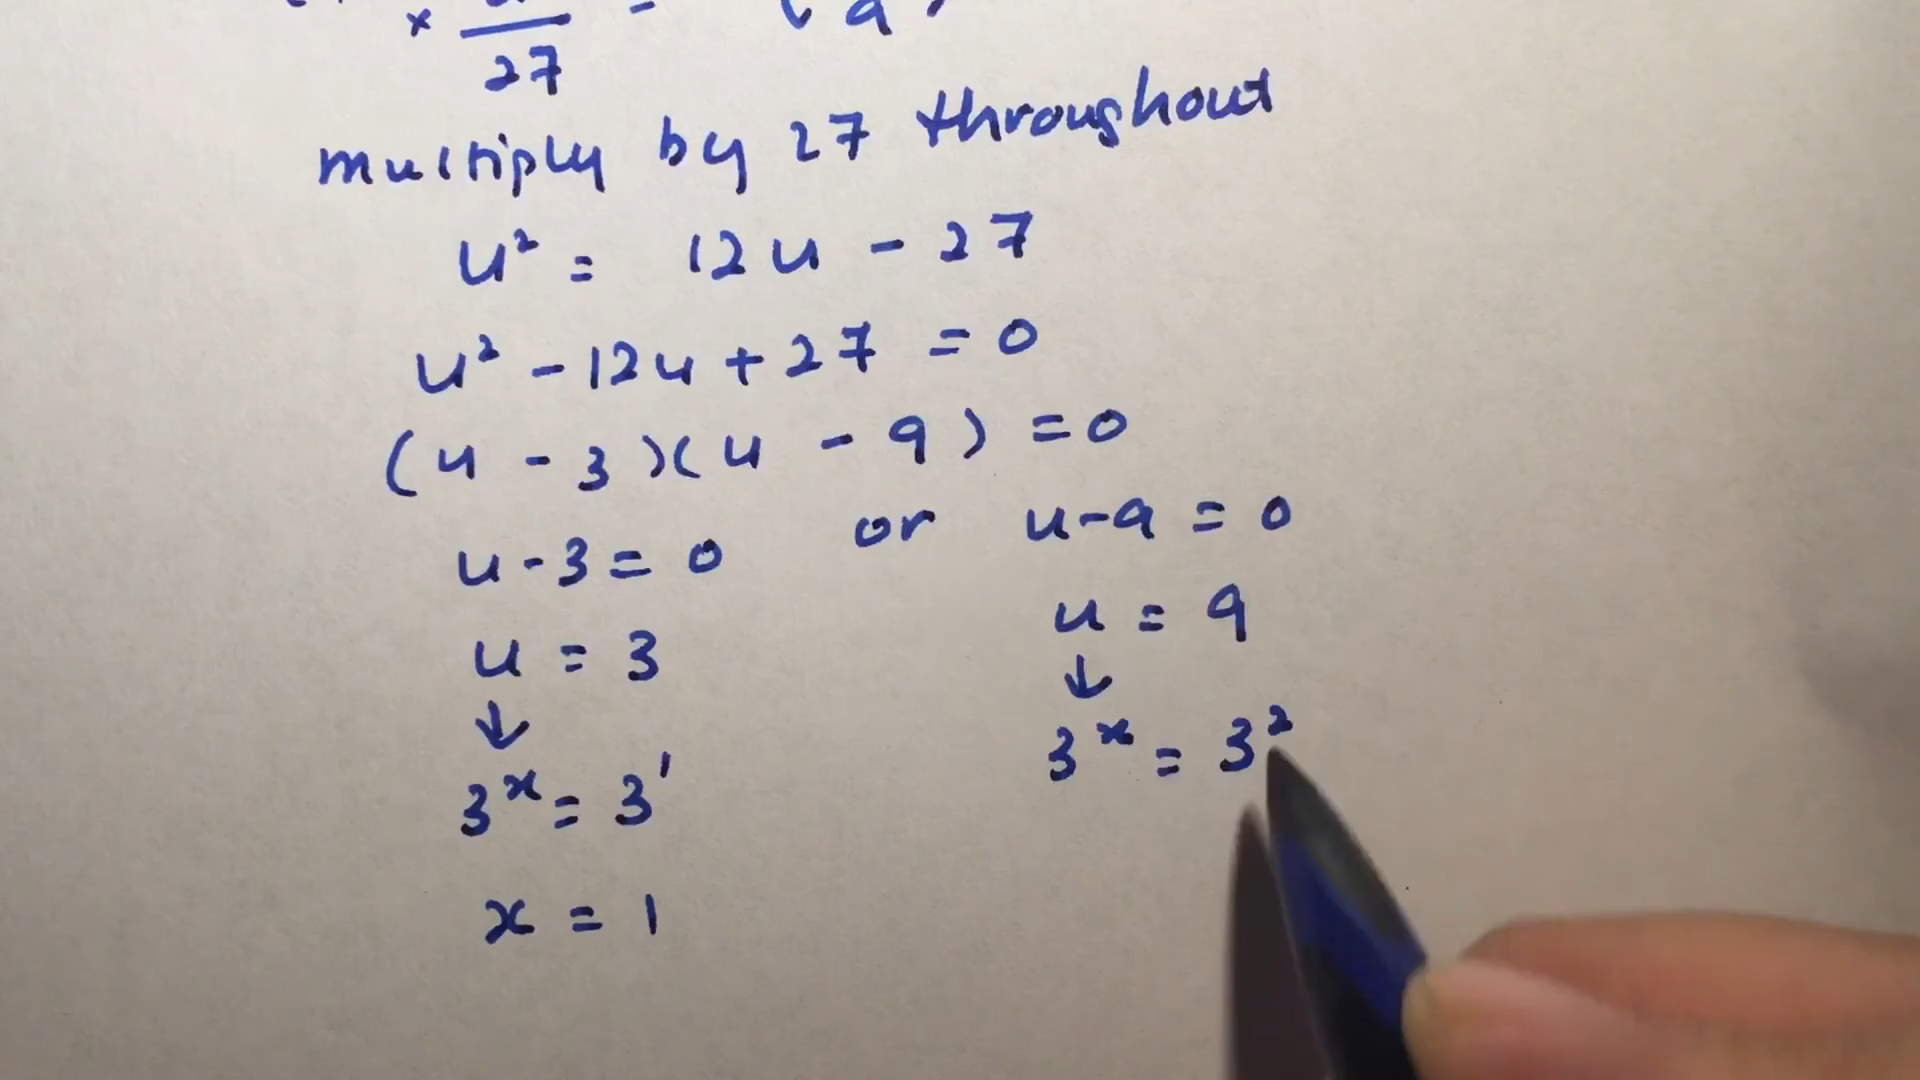 27
multiply by 27 throughout
u² = 12u - 27
u² - 12u + 27 = 0
(u - 3)(u - 9) = 0
u - 3 = 0 or u - 9 = 0
u = 3 u = 9
↓ ↓
3ˣ = 3¹ 3ˣ = 3²
x = 1